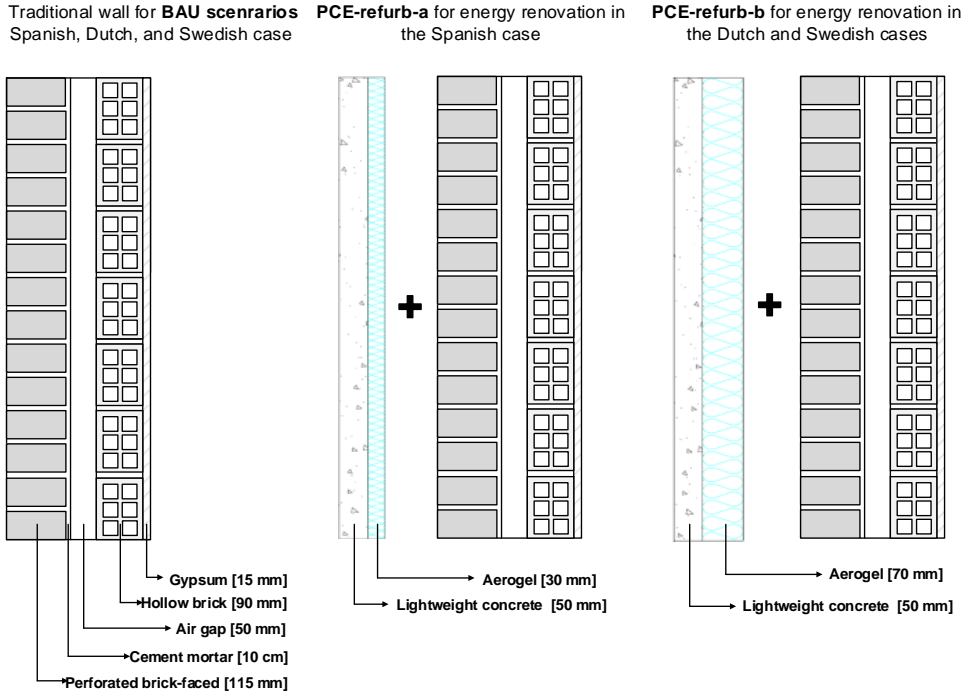 Traditional wall for BAU scenrarios
Spanish, Dutch, and Swedish case
PCE-refurb-a for energy renovation in
the Spanish case
PCE-refurb-b for energy renovation in
the Dutch and Swedish cases
Gypsum [15 mm]
Hollow brick [90 mm]
Air gap [50 mm]
Cement mortar [10 cm]
Perforated brick-faced [115 mm]
Aerogel [30 mm]
Lightweight concrete [50 mm]
Aerogel [70 mm]
Lightweight concrete [50 mm]